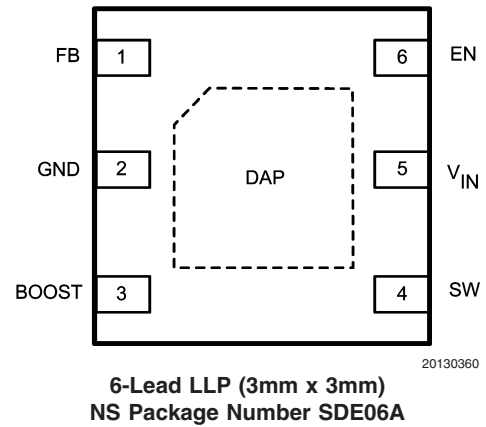 FB 1 6 EN
GND 2 DAP 5 VIN
BOOST 3 4 SW
20130360
6-Lead LLP (3mm x 3mm)
NS Package Number SDE06A